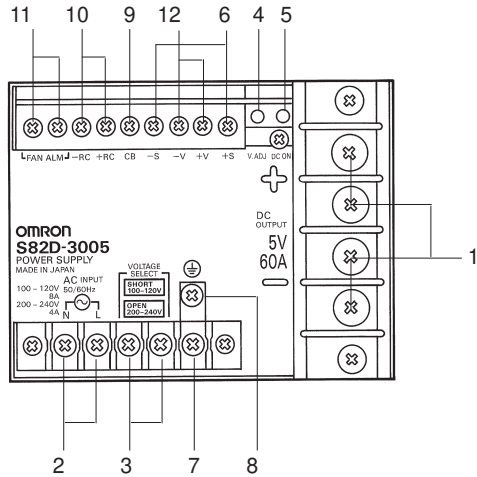 11 10 9 12 6 4 5
FAN ALM −RC +RC CB −S −V +V +S V.ADJ DC ON
+
DC
OUTPUT
5V
60A
−
1
OMRON
S82D-3005
POWER SUPPLY
MADE IN JAPAN
AC INPUT
50/60Hz
100-120V
8A
200-240V
4A
N L
VOLTAGE
SELECT
SHORT
100-120V
OPEN
200-240V
2 3 7 8